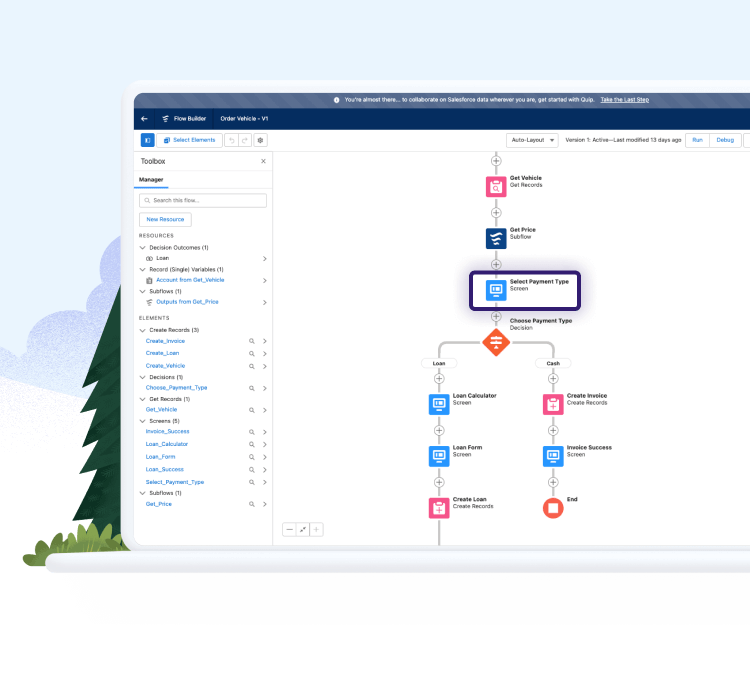 You're almost there... to collaborate on Salesforce data wherever you are, get started with Quip. Take the Last Step
Flow Builder Order Vehicle - V1
Select Elements Auto-Layout Version 1: Active—Last modified 13 days ago Run Debug
Toolbox
Manager
Search this flow...
New Resource
RESOURCES
Decision Outcomes (1)
Loan
Record (Single) Variables (1)
Account from Get_Vehicle
Subflows (1)
Outputs from Get_Price
ELEMENTS
Create Records (3)
Create_Invoice
Create_Loan
Create_Vehicle
Decisions (1)
Choose_Payment_Type
Get Records (1)
Get_Vehicle
Screens (5)
Invoice_Success
Loan_Calculator
Loan_Form
Loan_Success
Select_Payment_Type
Subflows (1)
Get_Price
Get Vehicle
Get Records
Get Price
Subflow
Select Payment Type
Screen
Choose Payment Type
Decision
Loan Cash
Loan Calculator
Screen
Create Invoice
Create Records
Loan Form
Screen
Invoice Success
Screen
Create Loan
Create Records
End